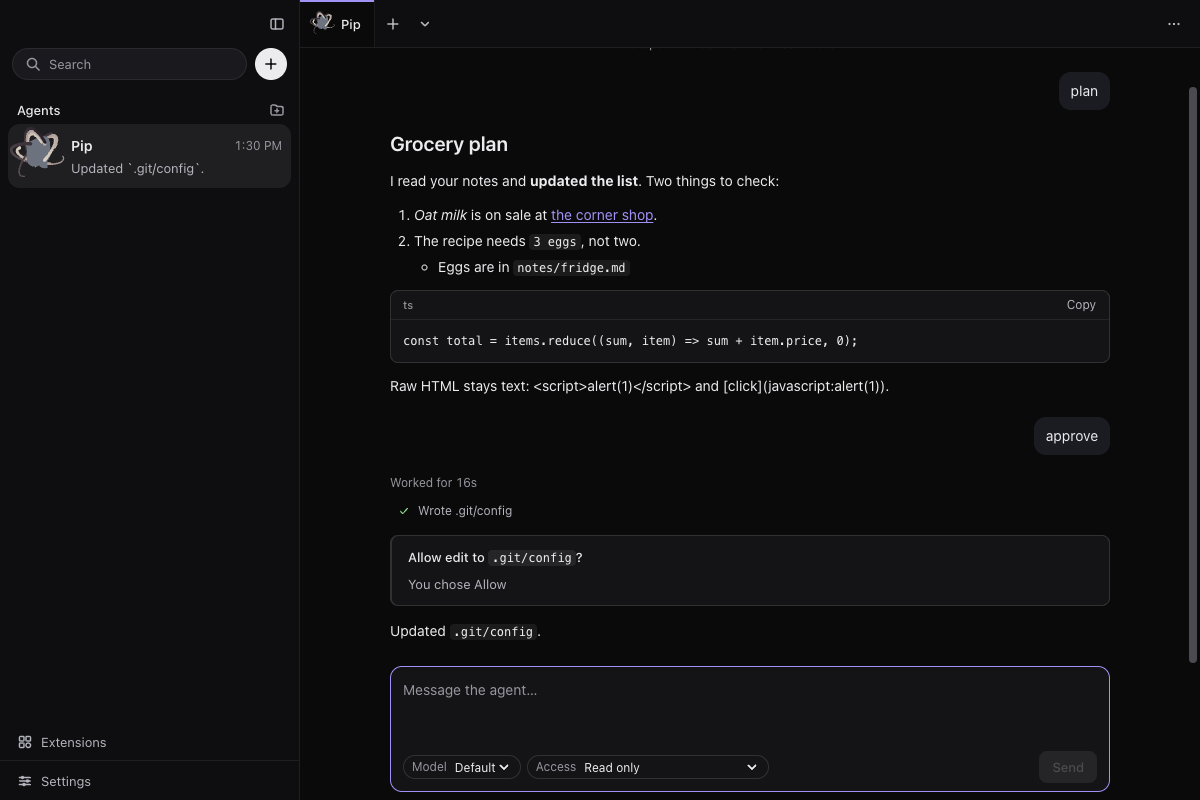 Pip
Search
Agents
Pip
1:30 PM
Updated `.git/config`.
plan
Grocery plan
I read your notes and updated the list. Two things to check:
1. Oat milk is on sale at the corner shop.
2. The recipe needs 3 eggs, not two.
Eggs are in notes/fridge.md
ts
Copy
const total = items.reduce((sum, item) => sum + item.price, 0);
Raw HTML stays text: <script>alert(1)</script> and [click](javascript:alert(1)).
approve
Worked for 16s
Wrote .git/config
Allow edit to .git/config?
You chose Allow
Updated .git/config.
Message the agent...
Model Default
Access Read only
Send
Extensions
Settings